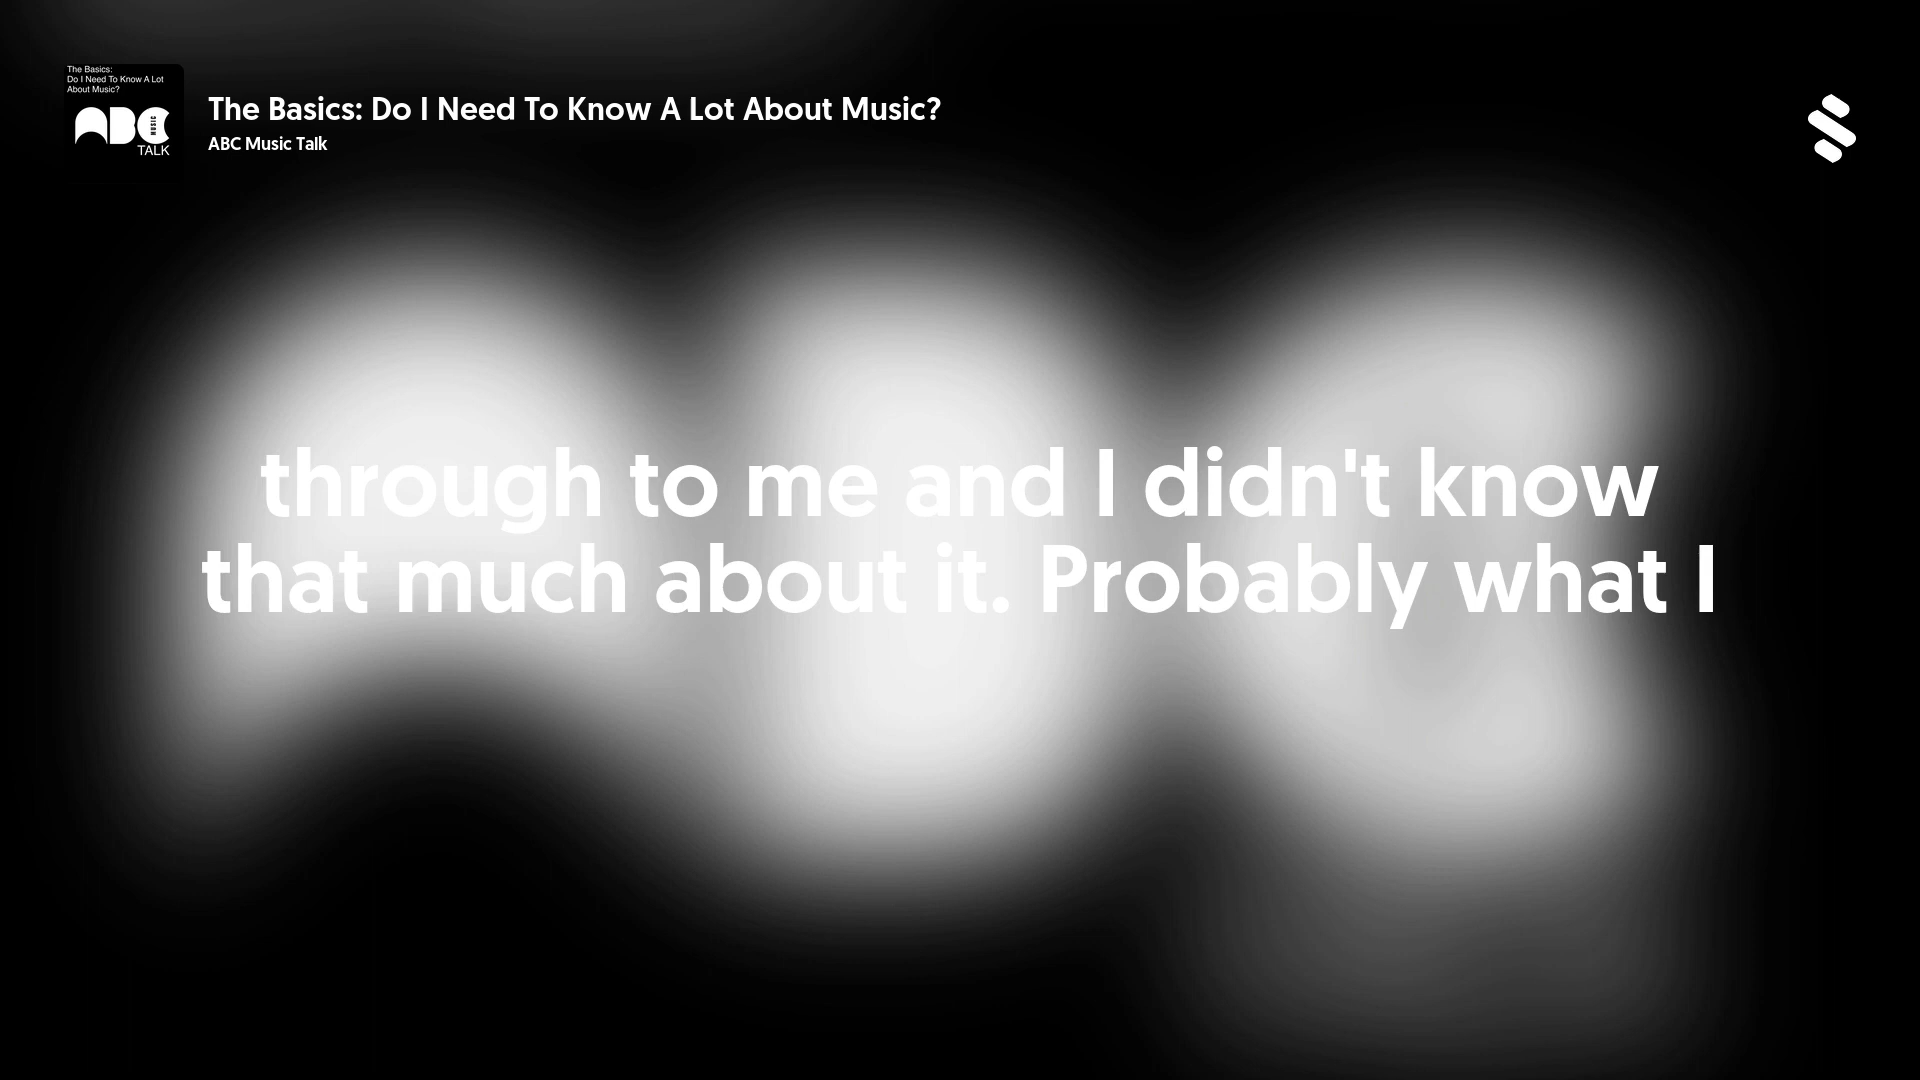 The Basics:
Do I Need To Know A Lot
About Music?
ABC
MUSIC
TALK
The Basics: Do I Need To Know A Lot About Music?
ABC Music Talk
through to me and I didn't know
that much about it. Probably what I